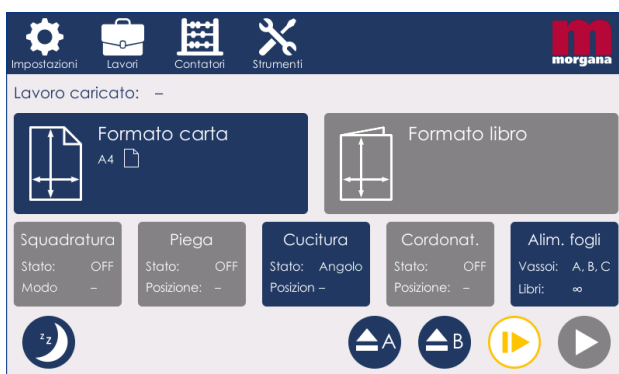 Impostazioni
Lavori
Contatori
Strumenti
morgana
Lavoro caricato: –
Formato carta
A4
Formato libro
Squadratura
Stato: OFF
Modo –
Piega
Stato: OFF
Posizione: –
Cucitura
Stato: Angolo
Posizion –
Cordonat.
Stato: OFF
Posizione: –
Alim. fogli
Vassoi: A, B, C
Libri: ∞
z z
A
B